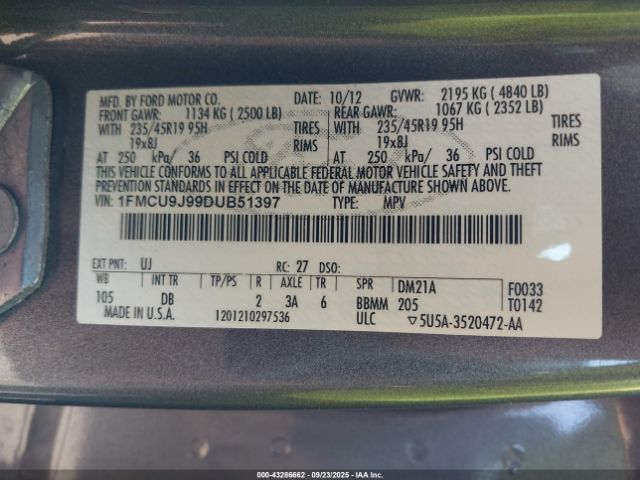 MFD. BY FORD MOTOR CO. DATE: 10/12 GVWR: 2195 KG ( 4840 LB)
FRONT GAWR: 1134 KG ( 2500 LB) REAR GAWR: 1067 KG ( 2352 LB)
WITH 235/45R19 95H TIRES WITH 235/45R19 95H TIRES
19x8J RIMS 19x8J RIMS
AT 250 kPa/ 36 PSI COLD AT 250 kPa/ 36 PSI COLD
THIS VEHICLE CONFORMS TO ALL APPLICABLE FEDERAL MOTOR VEHICLE SAFETY AND THEFT
PREVENTION STANDARDS IN EFFECT ON THE DATE OF MANUFACTURE SHOWN ABOVE.
VIN: 1FMCU9J99DUB51397 TYPE: MPV
EXT PNT: UJ RC: 27 DSO:
WB INT TR TP/PS R AXLE TR SPR DM21A F0033
105 DB 2 3A 6 BBMM 205 T0142
MADE IN U.S.A. 1201210297536 ULC ▽5U5A-3520472-AA
000-43286662 - 09/23/2025 - IAAI Inc.